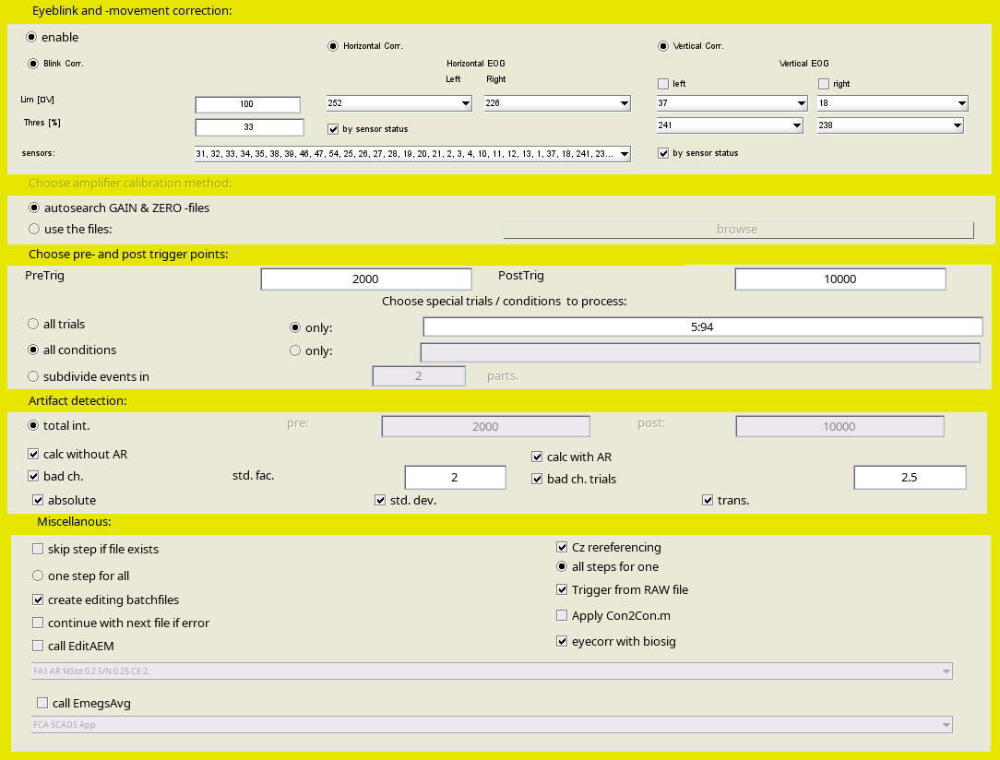 Eyeblink and -movement correction:
enable
Horizontal Corr.
Vertical Corr.
Blink Corr.
Horizontal EOG
Vertical EOG
Left Right
left right
Lim [□V]
100
252
226
37
18
Thres [%]
33
by sensor status
241
238
sensors:
31, 32, 33, 34, 35, 38, 39, 46, 47, 54, 25, 26, 27, 28, 19, 20, 21, 2, 3, 4, 10, 11, 12, 13, 1, 37, 18, 241, 23...
by sensor status
Choose amplifier calibration method:
autosearch GAIN & ZERO -files
use the files:
browse
Choose pre- and post trigger points:
PreTrig
2000
PostTrig
10000
Choose special trials / conditions to process:
all trials
only:
5:94
all conditions
only:
subdivide events in
2
parts.
Artifact detection:
total int.
pre:
2000
post:
10000
calc without AR
calc with AR
bad ch.
std. fac.
2
bad ch. trials
2.5
absolute
std. dev.
trans.
Miscellanous:
skip step if file exists
Cz rereferencing
one step for all
all steps for one
create editing batchfiles
Trigger from RAW file
continue with next file if error
Apply Con2Con.m
call EditAEM
eyecorr with biosig
FA1 AR MStd:0.2 S/N:0.25 CE:2;
call EmegsAvg
FCA SCADS App